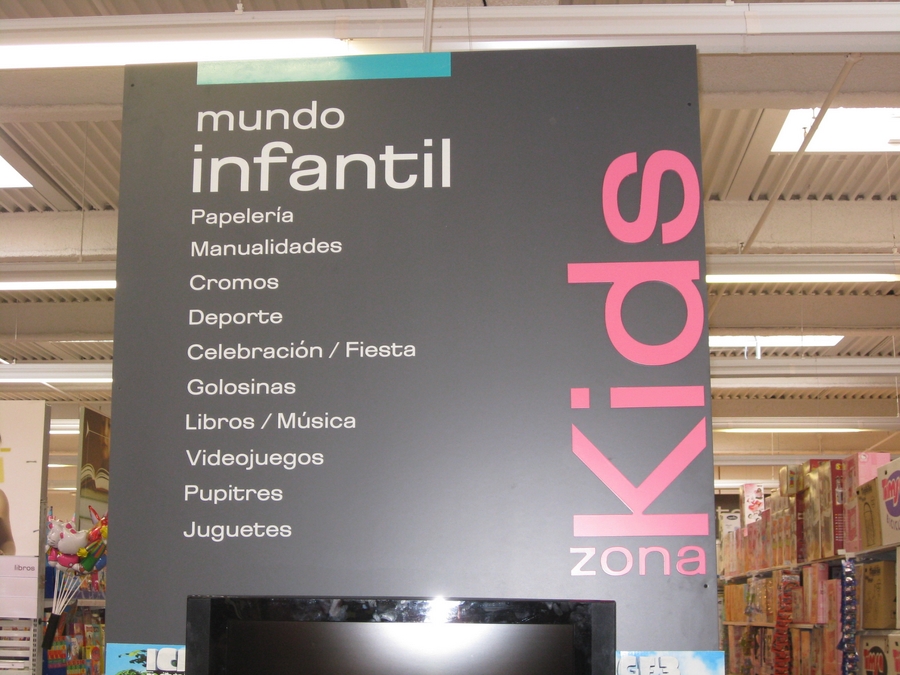 mundo
infantil
Papelería
Manualidades
Cromos
Deporte
Celebración / Fiesta
Golosinas
Libros / Música
Videojuegos
Pupitres
Juguetes
Kids
zona
libros